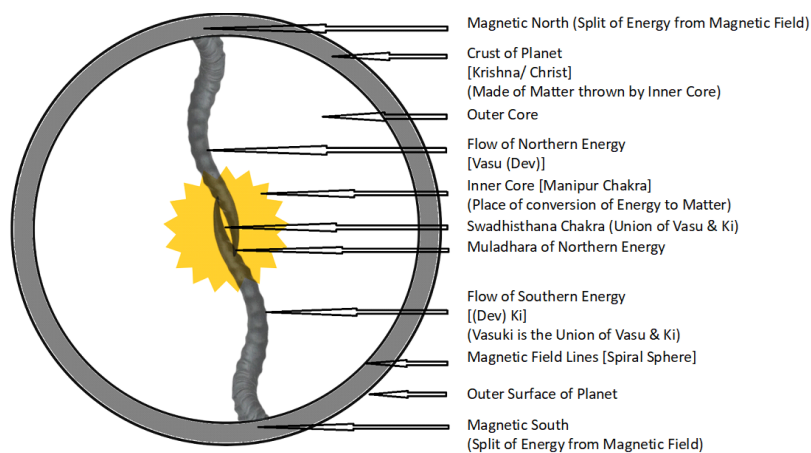 Magnetic North (Split of Energy from Magnetic Field)
Crust of Planet
[Krishna/ Christ]
(Made of Matter thrown by Inner Core)
Outer Core
Flow of Northern Energy
[Vasu (Dev)]
Inner Core [Manipur Chakra]
(Place of conversion of Energy to Matter)
Swadhisthana Chakra (Union of Vasu & Ki)
Muladhara of Northern Energy
Flow of Southern Energy
[(Dev) Ki]
(Vasuki is the Union of Vasu & Ki)
Magnetic Field Lines [Spiral Sphere]
Outer Surface of Planet
Magnetic South
(Split of Energy from Magnetic Field)